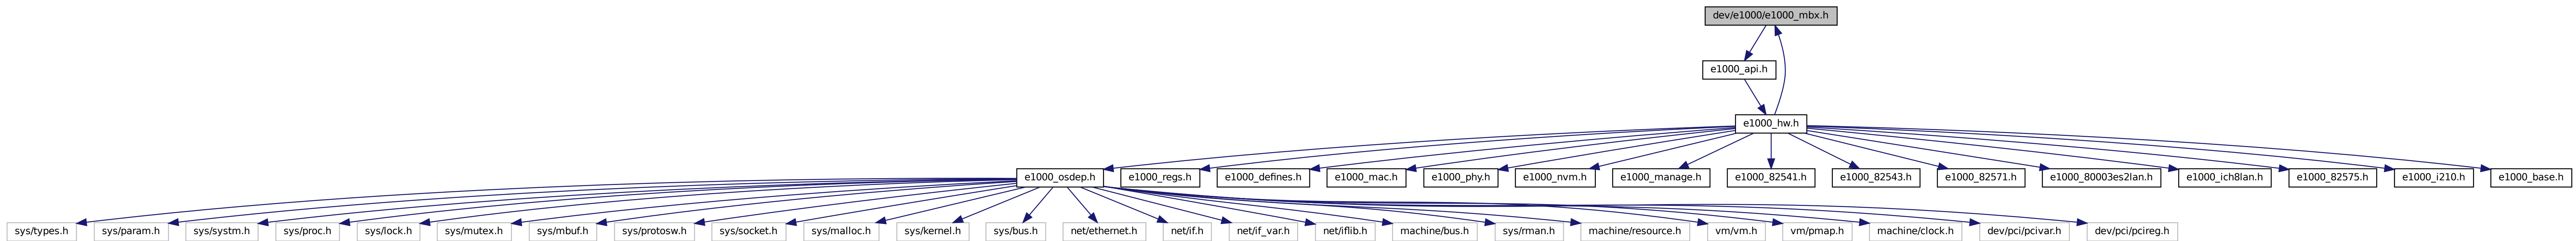 dev/e1000/e1000_mbx.h
e1000_api.h
e1000_hw.h
e1000_osdep.h
e1000_regs.h
e1000_defines.h
e1000_mac.h
e1000_phy.h
e1000_nvm.h
e1000_manage.h
e1000_82541.h
e1000_82543.h
e1000_82571.h
e1000_80003es2lan.h
e1000_ich8lan.h
e1000_82575.h
e1000_i210.h
e1000_base.h
sys/types.h
sys/param.h
sys/systm.h
sys/proc.h
sys/lock.h
sys/mutex.h
sys/mbuf.h
sys/protosw.h
sys/socket.h
sys/malloc.h
sys/kernel.h
sys/bus.h
net/ethernet.h
net/if.h
net/if_var.h
net/iflib.h
machine/bus.h
sys/rman.h
machine/resource.h
vm/vm.h
vm/pmap.h
machine/clock.h
dev/pci/pcivar.h
dev/pci/pcireg.h